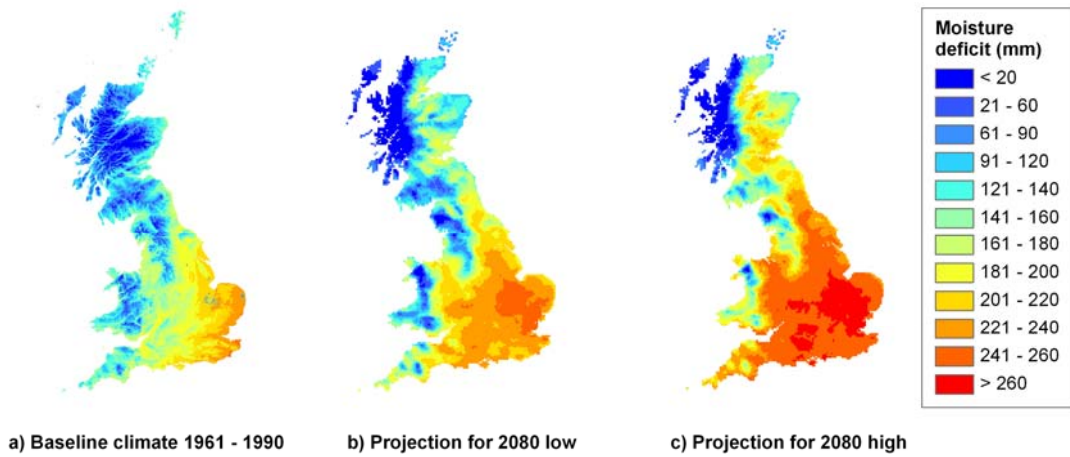 Moisture
deficit (mm)
< 20
21 - 60
61 - 90
91 - 120
121 - 140
141 - 160
161 - 180
181 - 200
201 - 220
221 - 240
241 - 260
> 260
a) Baseline climate 1961 - 1990
b) Projection for 2080 low
c) Projection for 2080 high